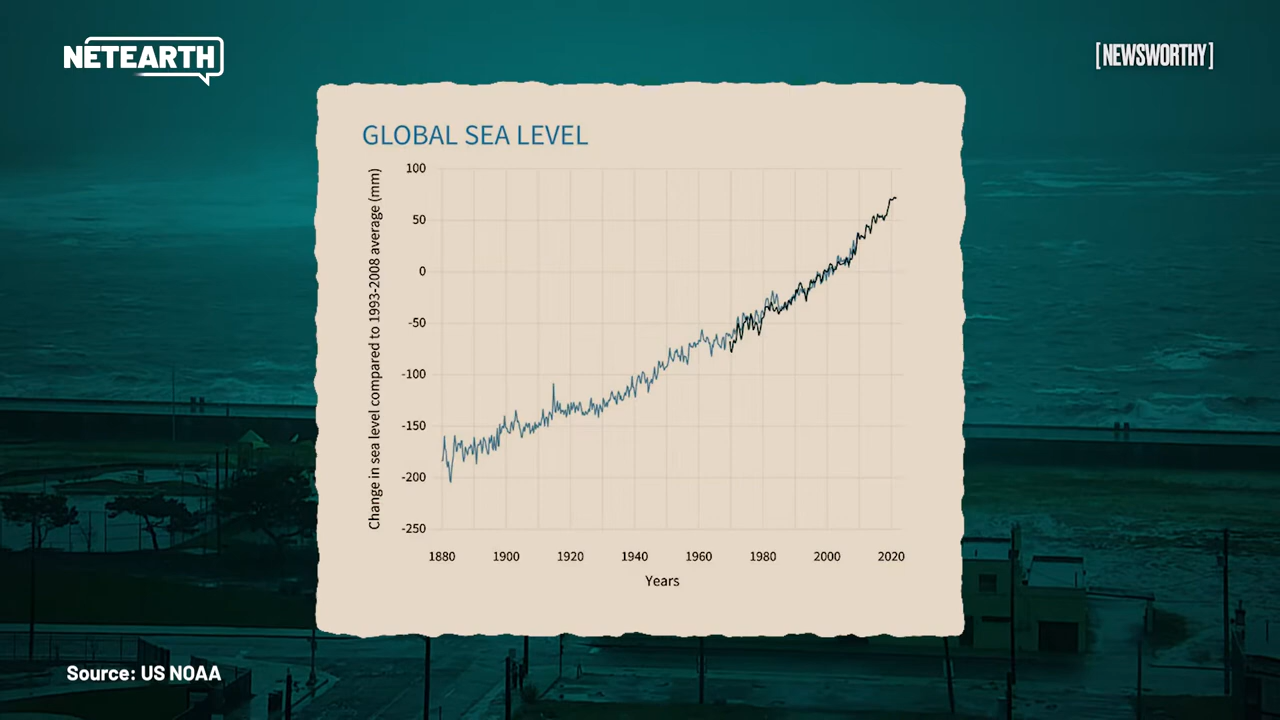 NETEARTH
[NEWSWORTHY]
GLOBAL SEA LEVEL
Change in sea level compared to 1993-2008 average (mm)
100
50
0
-50
-100
-150
-200
-250
1880 1900 1920 1940 1960 1980 2000 2020
Years
Source: US NOAA